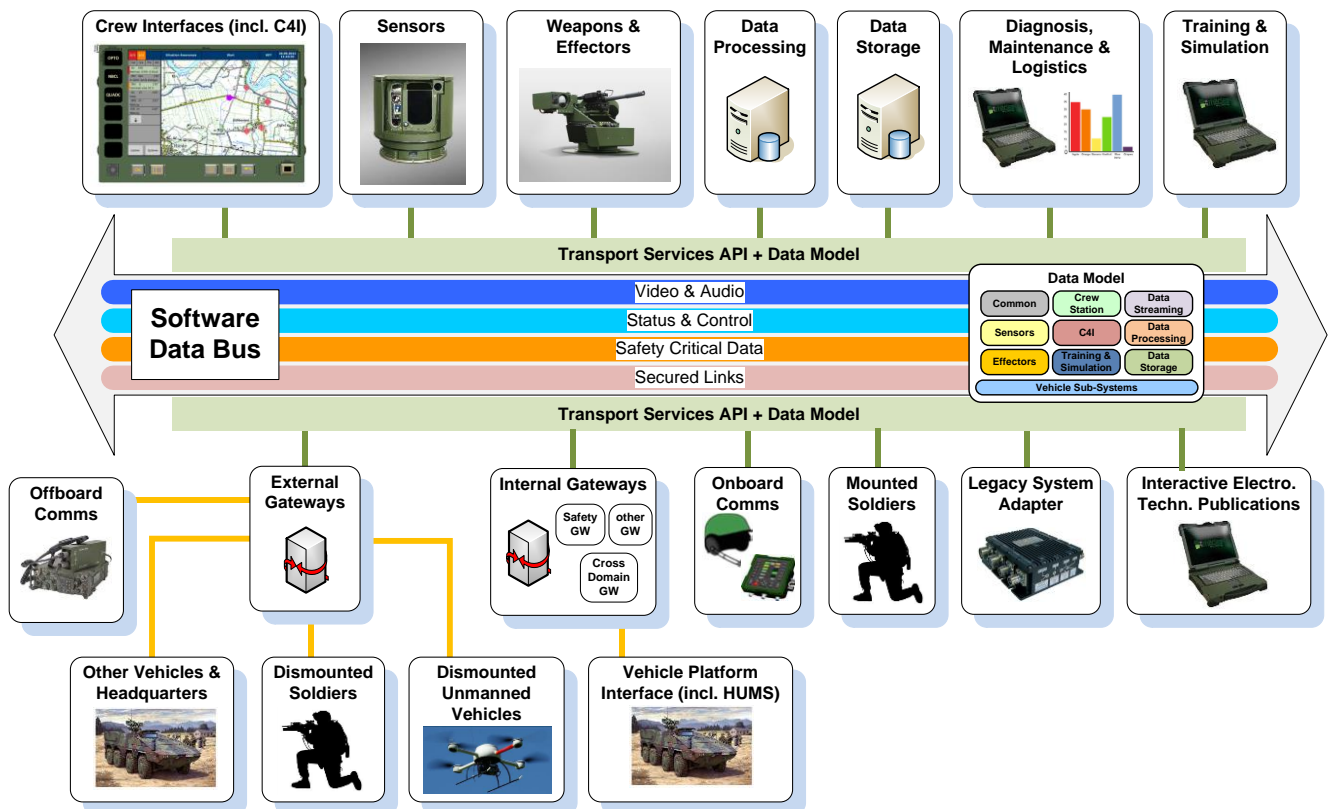 Crew Interfaces (incl. C4I)
Sensors
Weapons &
Effectors
Data
Processing
Data
Storage
Diagnosis,
Maintenance &
Logistics
Training &
Simulation
OPTO
RECL
QUADE
Transport Services API + Data Model
Software
Data Bus
Video & Audio
Status & Control
Safety Critical Data
Secured Links
Data Model
Common
Crew
Station
Data
Streaming
Sensors
C4I
Data
Processing
Effectors
Training &
Simulation
Data
Storage
Vehicle Sub-Systems
Transport Services API + Data Model
Offboard
Comms
External
Gateways
Internal Gateways
Safety
GW
other
GW
Cross
Domain
GW
Onboard
Comms
Mounted
Soldiers
Legacy System
Adapter
Interactive Electro.
Techn. Publications
Other Vehicles &
Headquarters
Dismounted
Soldiers
Dismounted
Unmanned
Vehicles
Vehicle Platform
Interface (incl. HUMS)